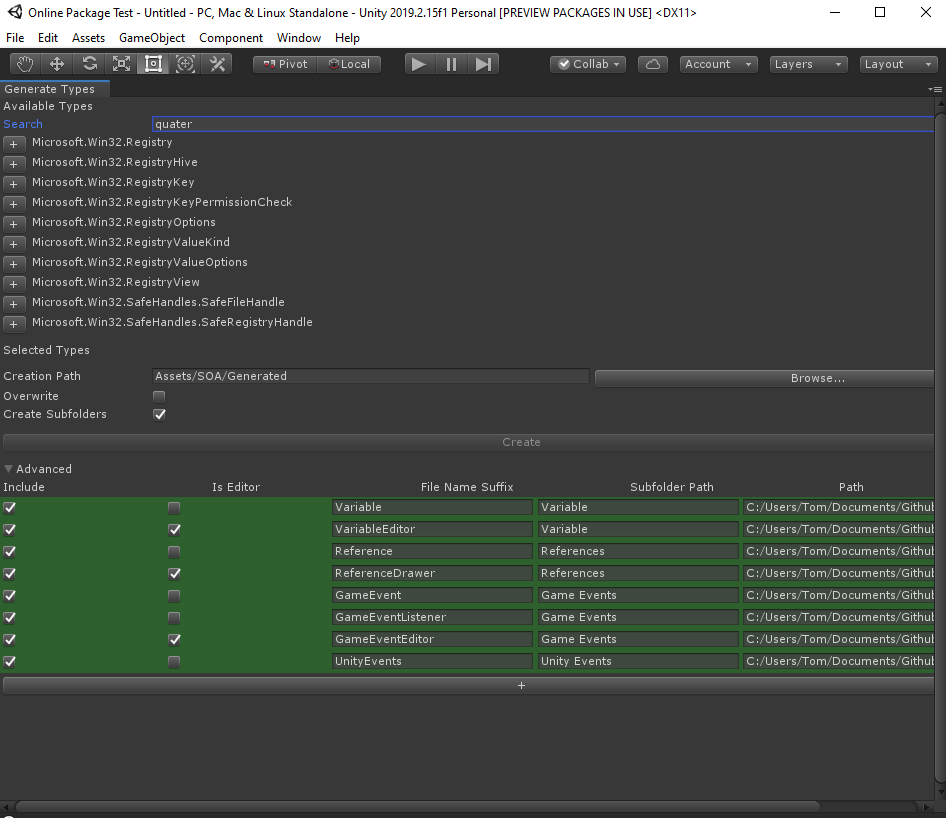 Online Package Test - Untitled - PC, Mac & Linux Standalone - Unity 2019.2.15f1 Personal [PREVIEW PACKAGES IN USE] <DX11>
File Edit Assets GameObject Component Window Help
Pivot Local Collab Account Layers Layout
Generate Types
Available Types
Search quater
+ Microsoft.Win32.Registry
+ Microsoft.Win32.RegistryHive
+ Microsoft.Win32.RegistryKey
+ Microsoft.Win32.RegistryKeyPermissionCheck
+ Microsoft.Win32.RegistryOptions
+ Microsoft.Win32.RegistryValueKind
+ Microsoft.Win32.RegistryValueOptions
+ Microsoft.Win32.RegistryView
+ Microsoft.Win32.SafeHandles.SafeFileHandle
+ Microsoft.Win32.SafeHandles.SafeRegistryHandle
Selected Types
Creation Path Assets/SOA/Generated Browse...
Overwrite
Create Subfolders
Create
Advanced
Include Is Editor File Name Suffix Subfolder Path Path
Variable Variable C:/Users/Tom/Documents/Github
VariableEditor Variable C:/Users/Tom/Documents/Github
Reference References C:/Users/Tom/Documents/Github
ReferenceDrawer References C:/Users/Tom/Documents/Github
GameEvent Game Events C:/Users/Tom/Documents/Github
GameEventListener Game Events C:/Users/Tom/Documents/Github
GameEventEditor Game Events C:/Users/Tom/Documents/Github
UnityEvents Unity Events C:/Users/Tom/Documents/Github
+